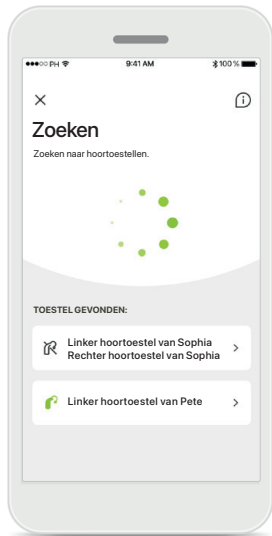 ●●●○○ PH 9:41 AM 100%
Zoeken
Zoeken naar hoortoestellen.
TOESTEL GEVONDEN:
Linker hoortoestel van Sophia
Rechter hoortoestel van Sophia
Linker hoortoestel van Pete